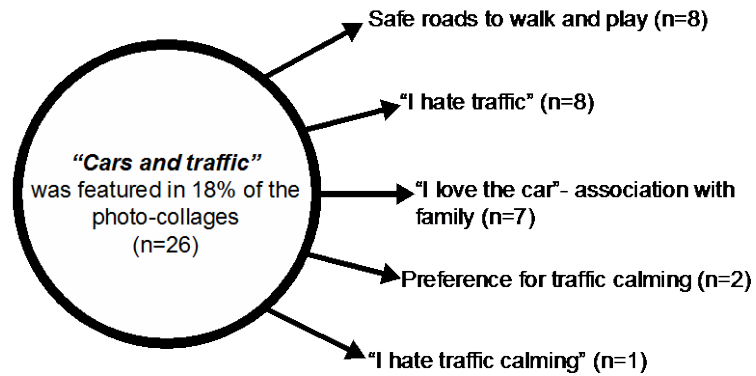 Safe roads to walk and play (n=8)
“I hate traffic” (n=8)
“Cars and traffic”
was featured in 18% of the
photo-collages
(n=26)
“I love the car”- association with
family (n=7)
Preference for traffic calming (n=2)
“I hate traffic calming” (n=1)